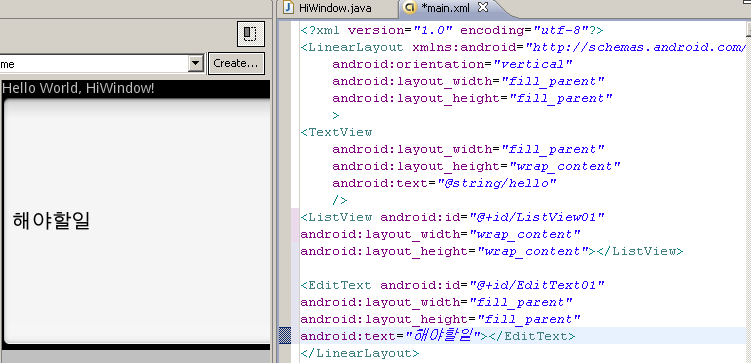 HiWindow.java
*main.xml
me
Create...
Hello World, HiWindow!
해야할일
<?xml version="1.0" encoding="utf-8"?>
<LinearLayout xmlns:android="http://schemas.android.com/
android:orientation="vertical"
android:layout_width="fill_parent"
android:layout_height="fill_parent"
>
<TextView
android:layout_width="fill_parent"
android:layout_height="wrap_content"
android:text="@string/hello"
/>
<ListView android:id="@+id/ListView01"
android:layout_width="wrap_content"
android:layout_height="wrap_content"></ListView>
<EditText android:id="@+id/EditText01"
android:layout_width="fill_parent"
android:layout_height="fill_parent"
android:text="해야할일"></EditText>
</LinearLayout>